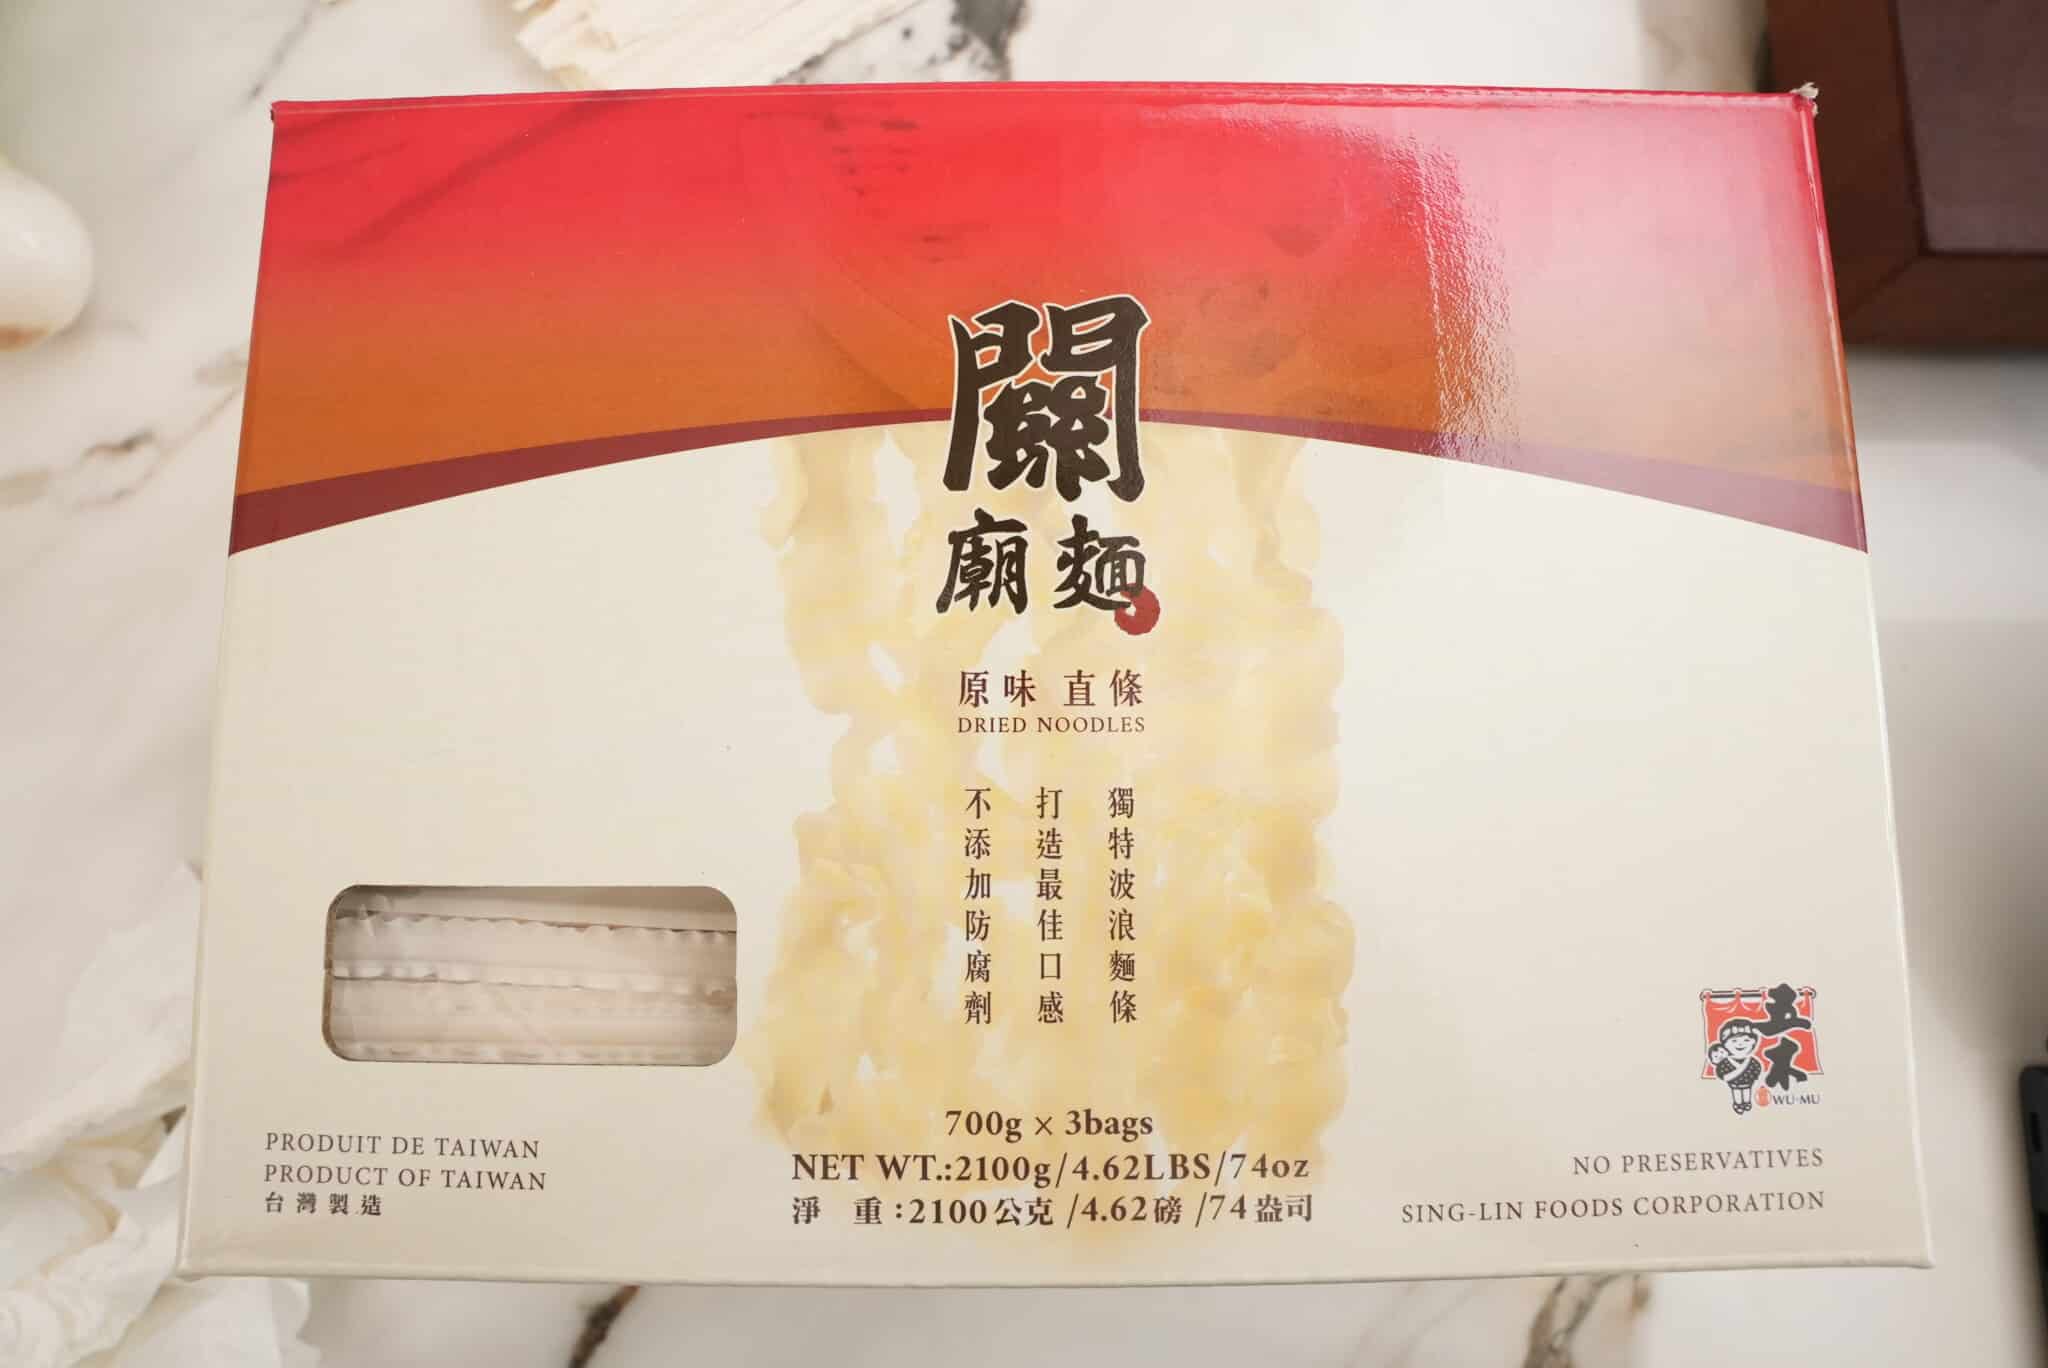 關
廟麵
原味 直條
DRIED NOODLES
獨特波浪麵條
打造最佳口感
不添加防腐劑
700g × 3bags
NET WT.:2100g/4.62LBS/74oz
淨 重:2100公克/4.62磅/74盎司
PRODUIT DE TAIWAN
PRODUCT OF TAIWAN
台灣製造
五木
WU-MU
NO PRESERVATIVES
SING-LIN FOODS CORPORATION